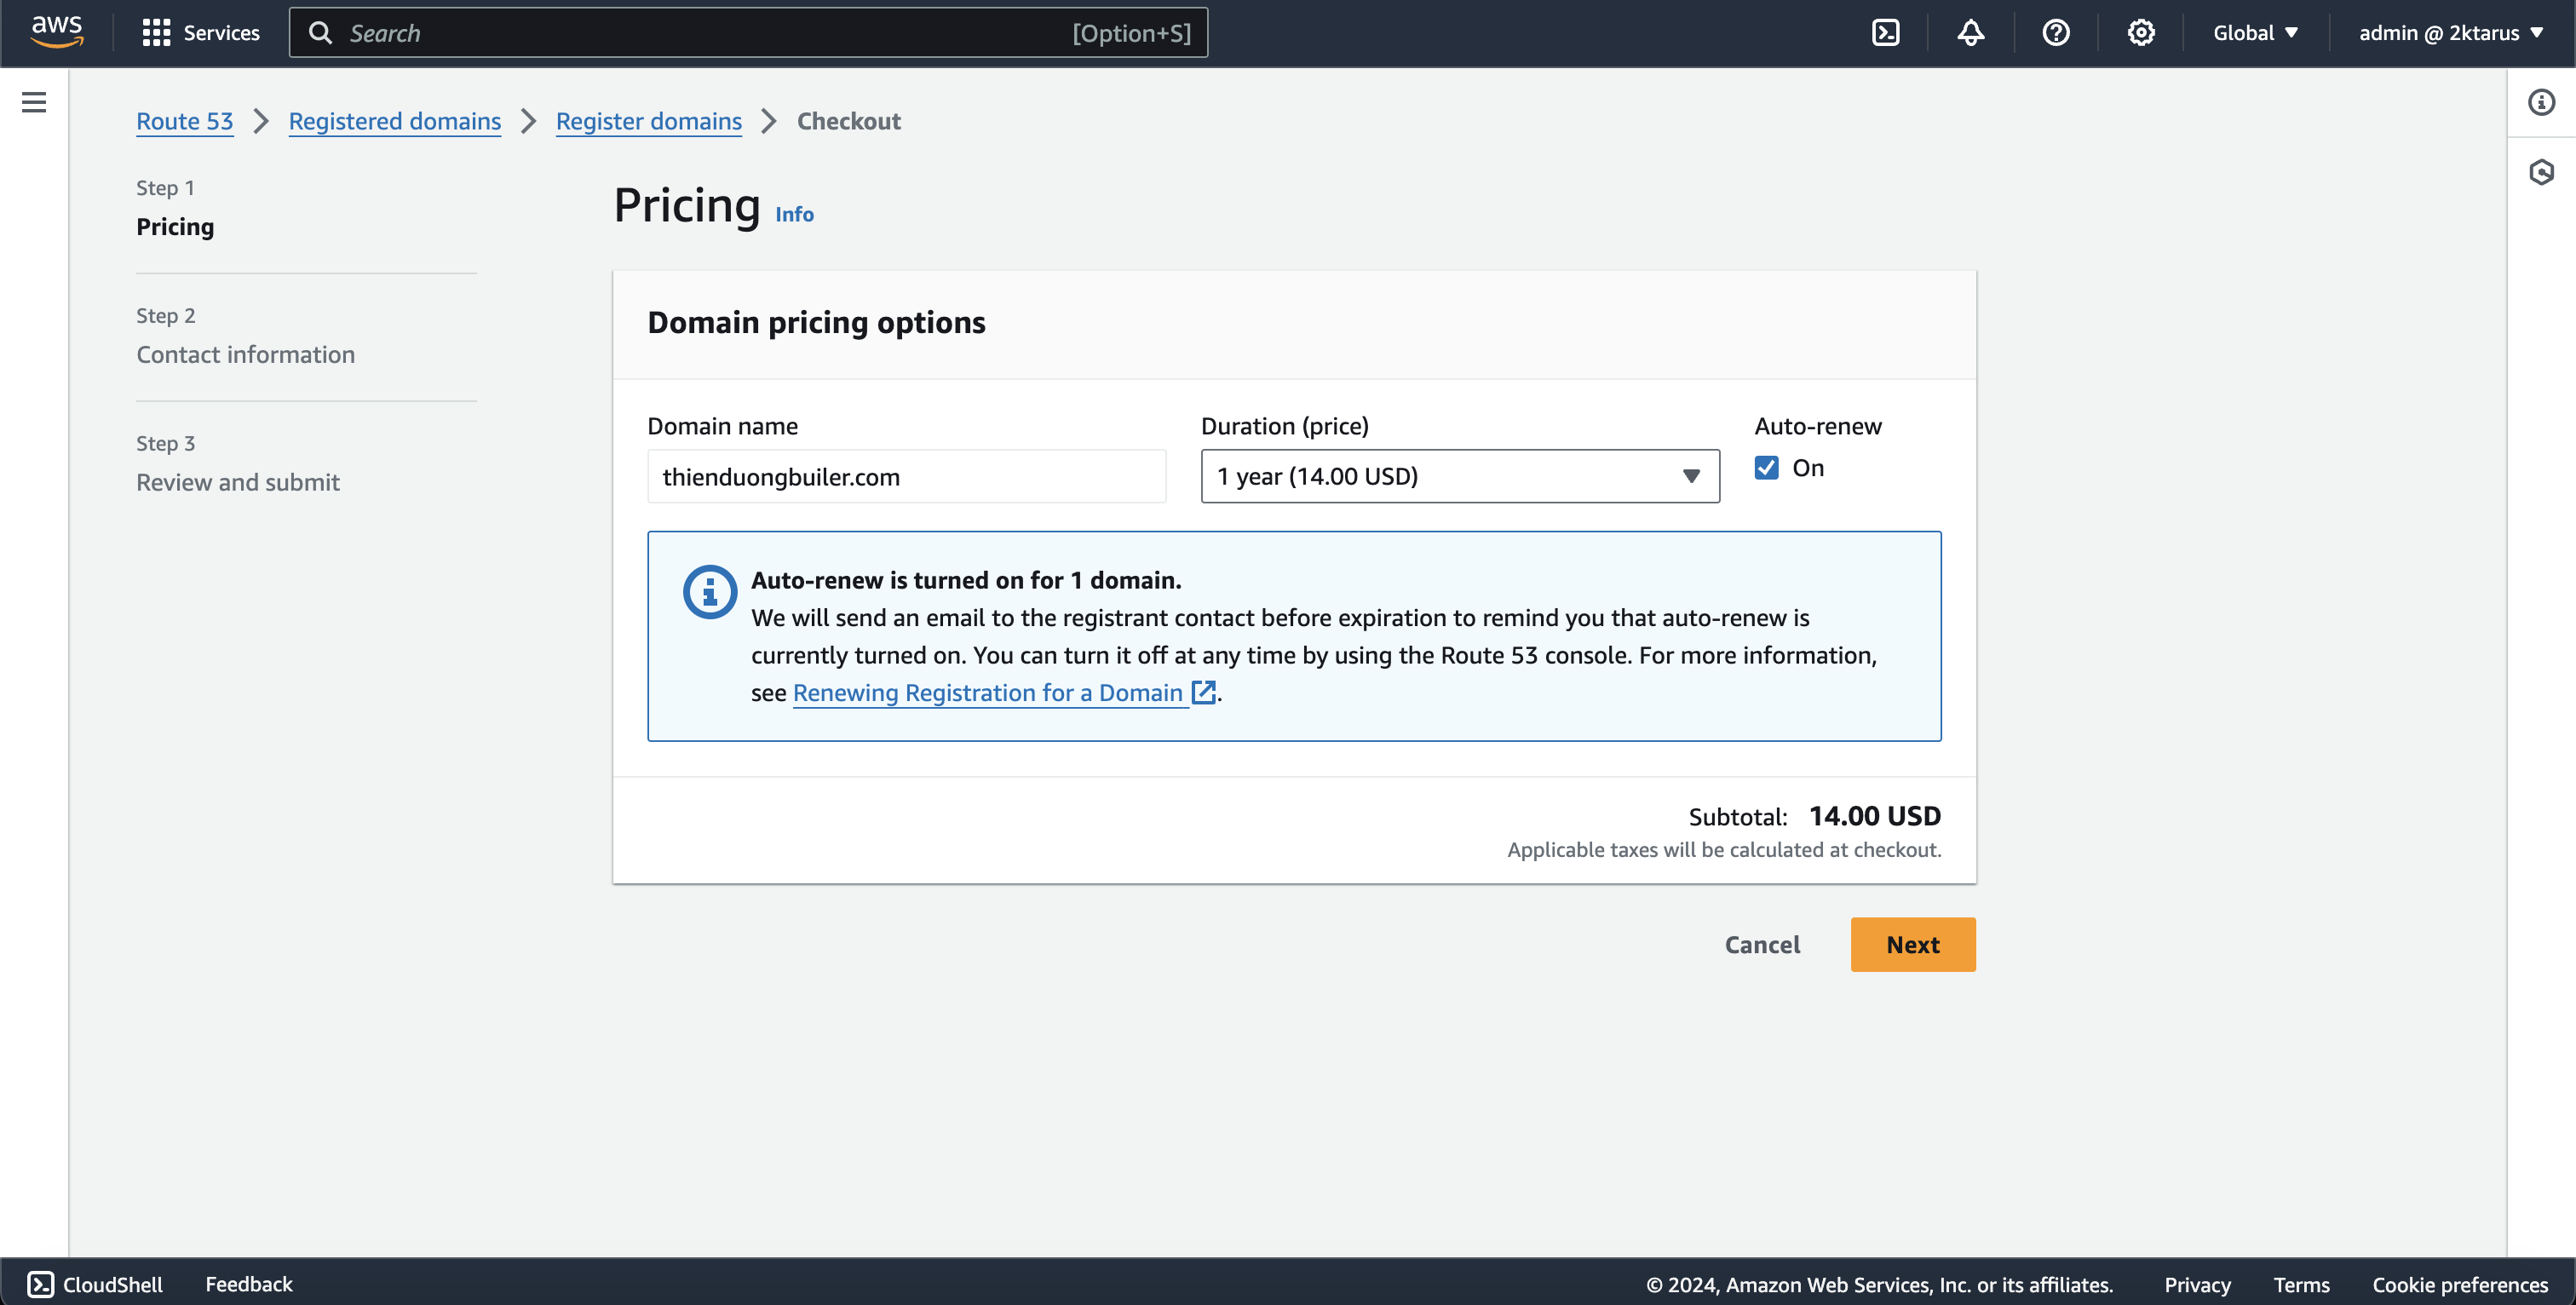 aws
Services
Search
[Option+S]
Global
admin @ 2ktarus
Route 53
Registered domains
Register domains
Checkout
Step 1
Pricing
Step 2
Contact information
Step 3
Review and submit
Pricing Info
Domain pricing options
Domain name
thienduongbuiler.com
Duration (price)
1 year (14.00 USD)
Auto-renew
On
Auto-renew is turned on for 1 domain.
We will send an email to the registrant contact before expiration to remind you that auto-renew is
currently turned on. You can turn it off at any time by using the Route 53 console. For more information,
see Renewing Registration for a Domain.
Subtotal: 14.00 USD
Applicable taxes will be calculated at checkout.
Cancel
Next
CloudShell
Feedback
© 2024, Amazon Web Services, Inc. or its affiliates.
Privacy
Terms
Cookie preferences